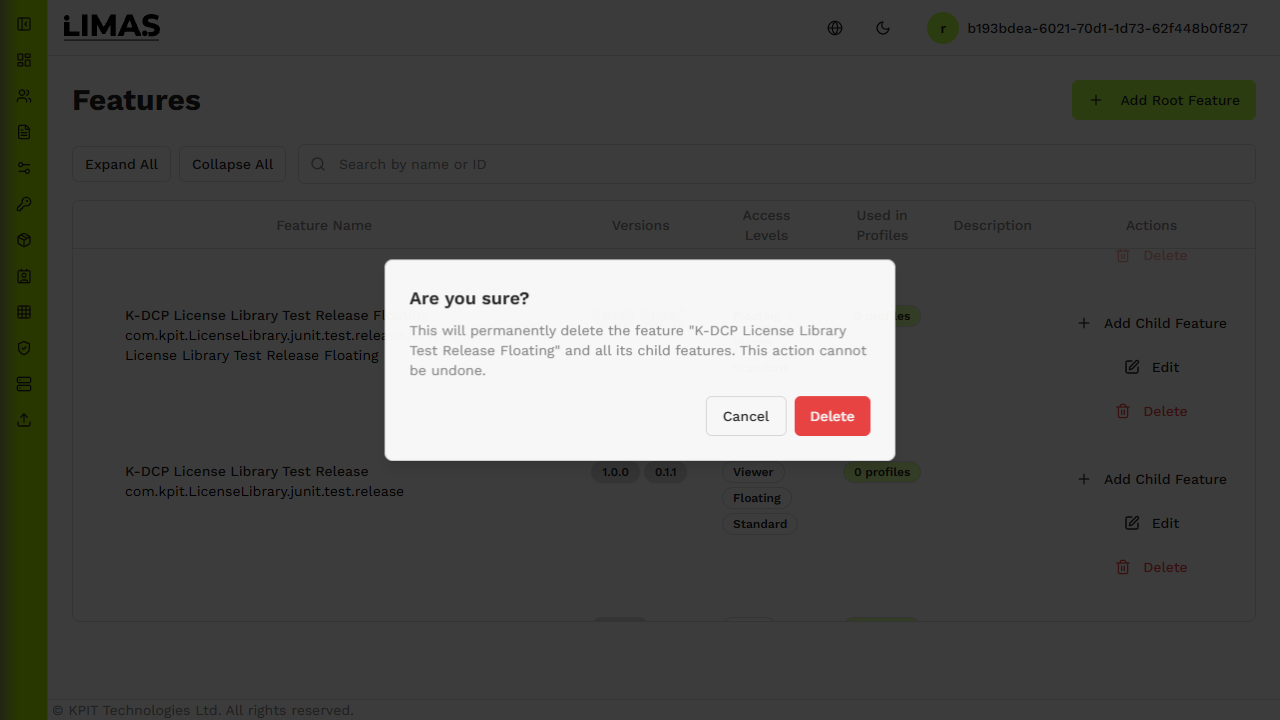 LIMAS
r b193bdea-6021-70d1-1d73-62f448b0f827
Features
Add Root Feature
Expand All Collapse All Search by name or ID
Feature Name Versions Access Levels Used in Profiles Description Actions
Delete
K-DCP License Library Test Release
com.kpit.LicenseLibrary.junit.test.
License Library Test Release Floating
Add Child Feature
Edit
Delete
Are you sure?
This will permanently delete the feature "K-DCP License Library
Test Release Floating" and all its child features. This action cannot
be undone.
Cancel Delete
K-DCP License Library Test Release
com.kpit.LicenseLibrary.junit.test.release
1.0.0 0.1.1
Viewer
Floating
Standard
0 profiles
Add Child Feature
Edit
Delete
© KPIT Technologies Ltd. All rights reserved.